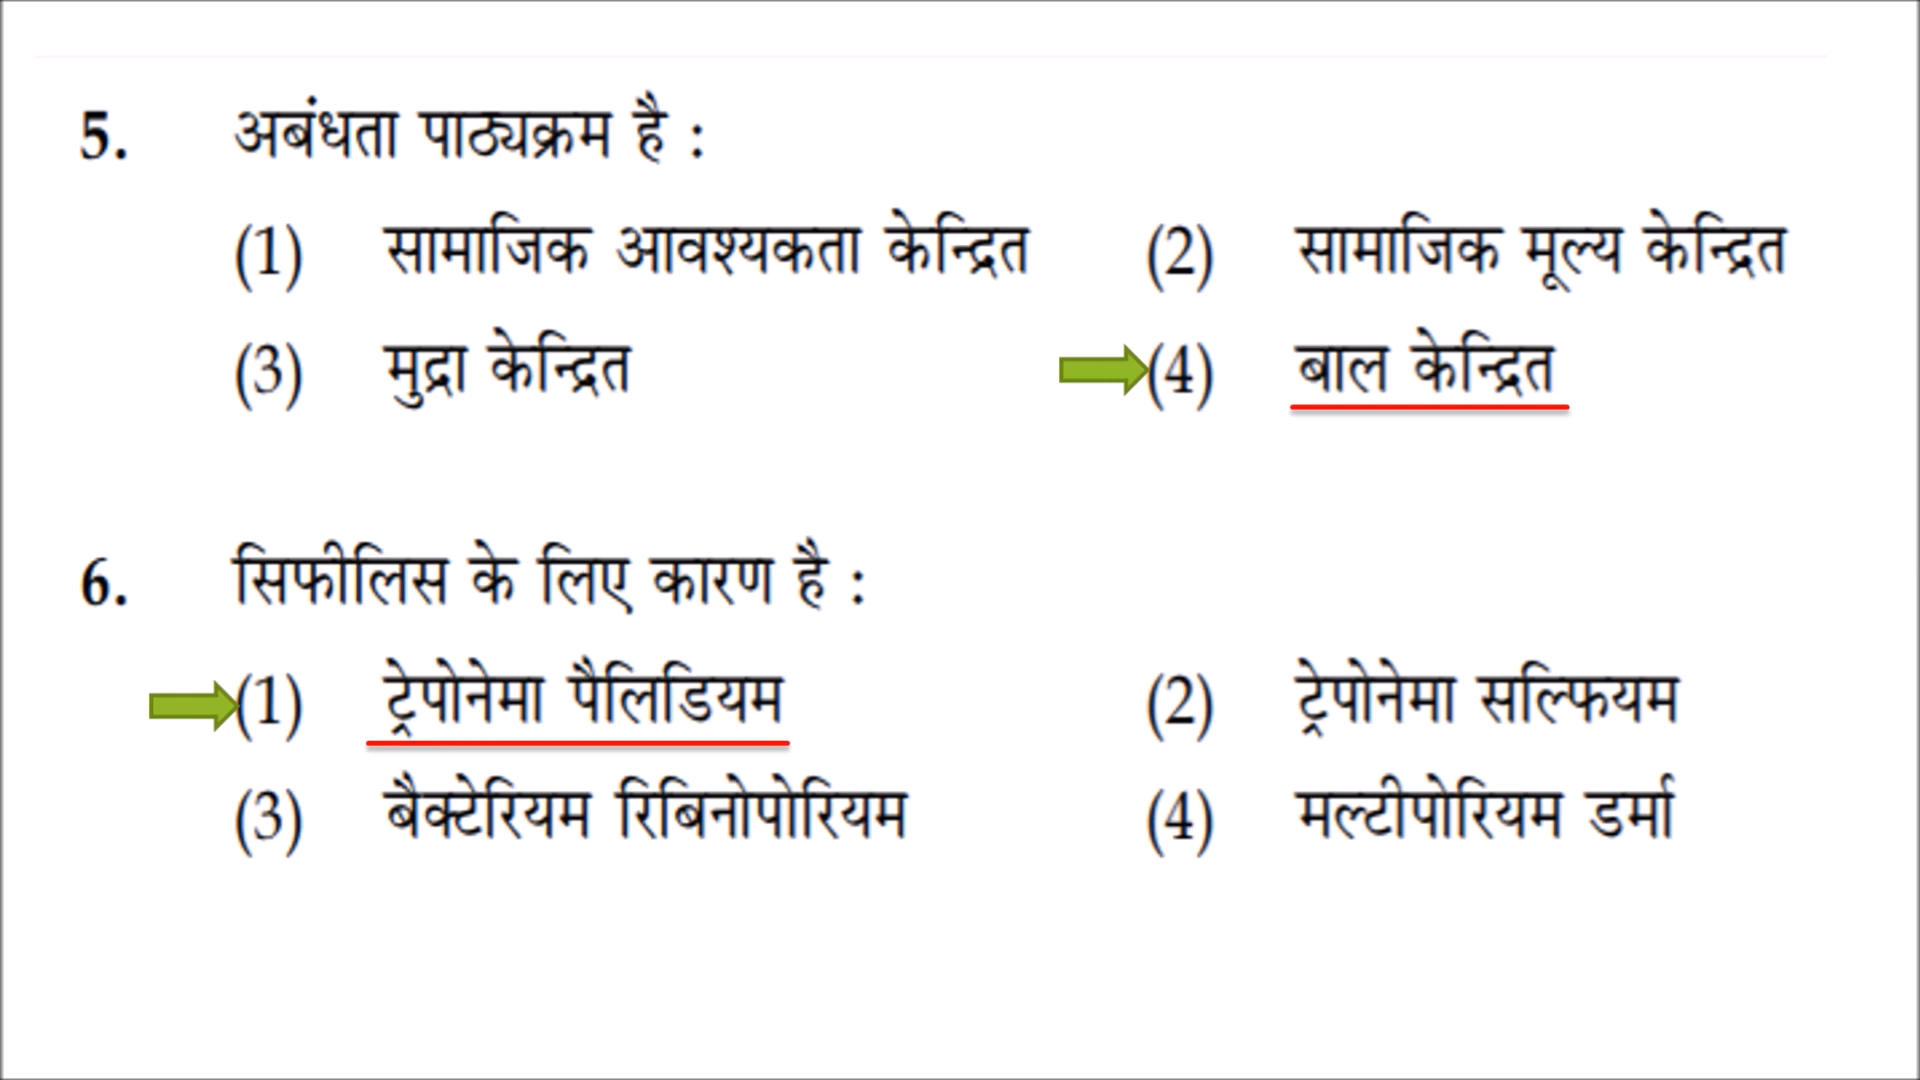 5. अबंधता पाठ्यक्रम है :
(1) सामाजिक आवश्यकता केन्द्रित (2) सामाजिक मूल्य केन्द्रित
(3) मुद्रा केन्द्रित (4) बाल केन्द्रित
6. सिफीलिस के लिए कारण है :
(1) ट्रेपोनेमा पैलिडियम (2) ट्रेपोनेमा सल्फियम
(3) बैक्टेरियम रिबिनोपोरियम (4) मल्टीपोरियम डर्मा